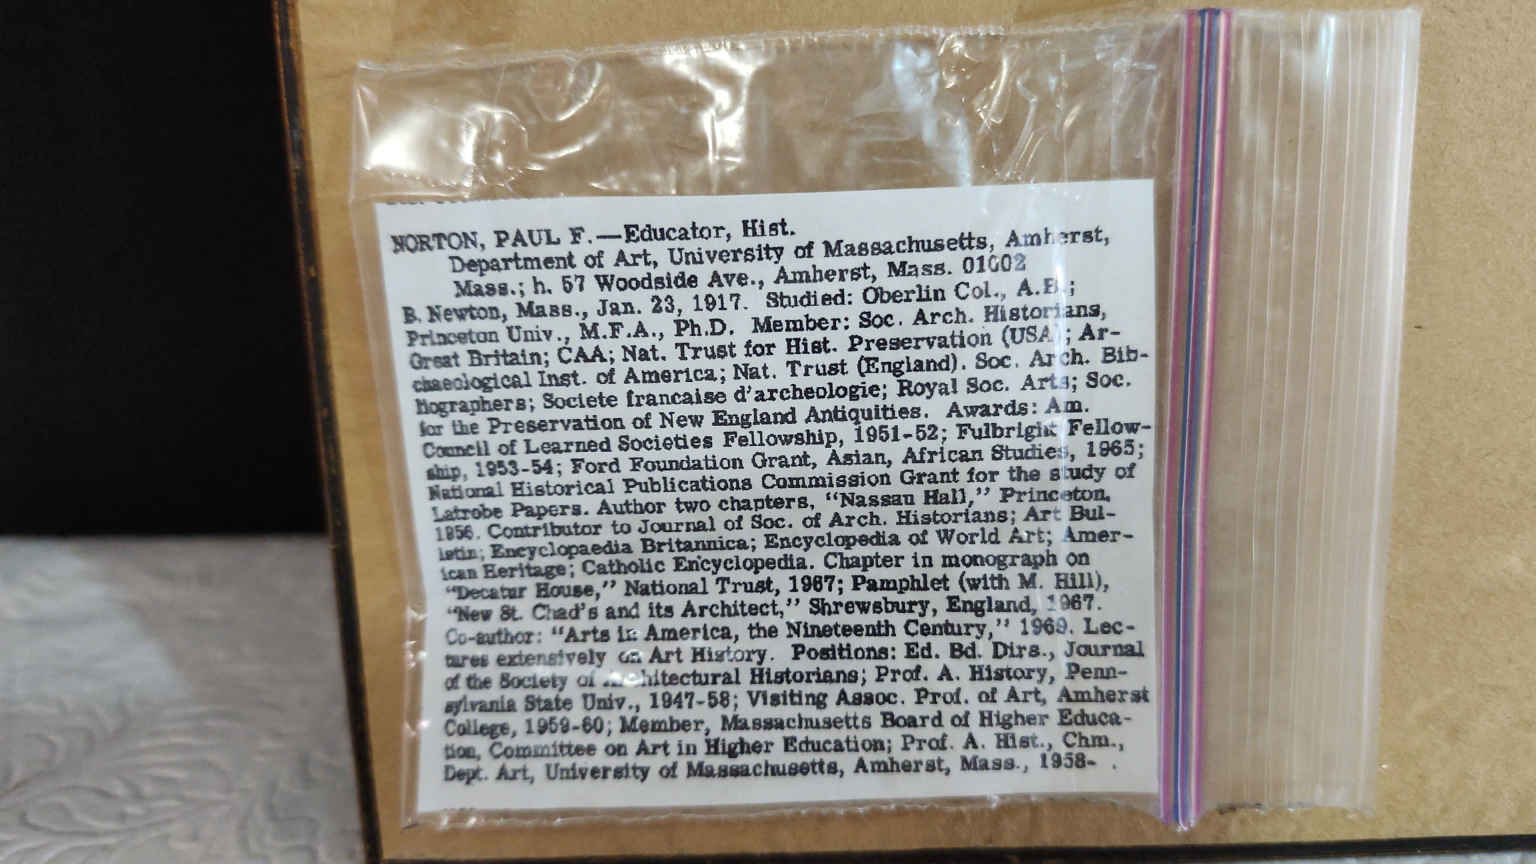 NORTON, PAUL F.—Educator, Hist.
Department of Art, University of Massachusetts, Amherst,
Mass.; h. 57 Woodside Ave., Amherst, Mass. 01002
B. Newton, Mass., Jan. 23, 1917. Studied: Oberlin Col., A.B.;
Princeton Univ., M.F.A., Ph.D. Member: Soc. Arch. Historians,
Great Britain; CAA; Nat. Trust for Hist. Preservation (USA); Ar-
chaeological Inst. of America; Nat. Trust (England). Soc. Arch. Bib-
liographers; Societe francaise d'archeologie; Royal Soc. Arts; Soc.
for the Preservation of New England Antiquities. Awards: Am.
Council of Learned Societies Fellowship, 1951-52; Fulbright Fellow-
ship, 1953-54; Ford Foundation Grant, Asian, African Studies, 1965;
National Historical Publications Commission Grant for the study of
Latrobe Papers. Author two chapters, "Nassau Hall," Princeton,
1956. Contributor to Journal of Soc. of Arch. Historians; Art Bul-
letin; Encyclopaedia Britannica; Encyclopedia of World Art; Amer-
ican Heritage; Catholic Encyclopedia. Chapter in monograph on
"Decatur House," National Trust, 1967; Pamphlet (with M. Hill),
"New St. Chad's and its Architect," Shrewsbury, England, 1967.
Co-author: "Arts in America, the Nineteenth Century," 1969. Lec-
tures extensively on Art History. Positions: Ed. Bd. Dirs., Journal
of the Society of Architectural Historians; Prof. A. History, Penn-
sylvania State Univ., 1947-58; Visiting Assoc. Prof. of Art, Amherst
College, 1959-60; Member, Massachusetts Board of Higher Educa-
tion, Committee on Art in Higher Education; Prof. A. Hist., Chm.,
Dept. Art, University of Massachusetts, Amherst, Mass., 1958- .